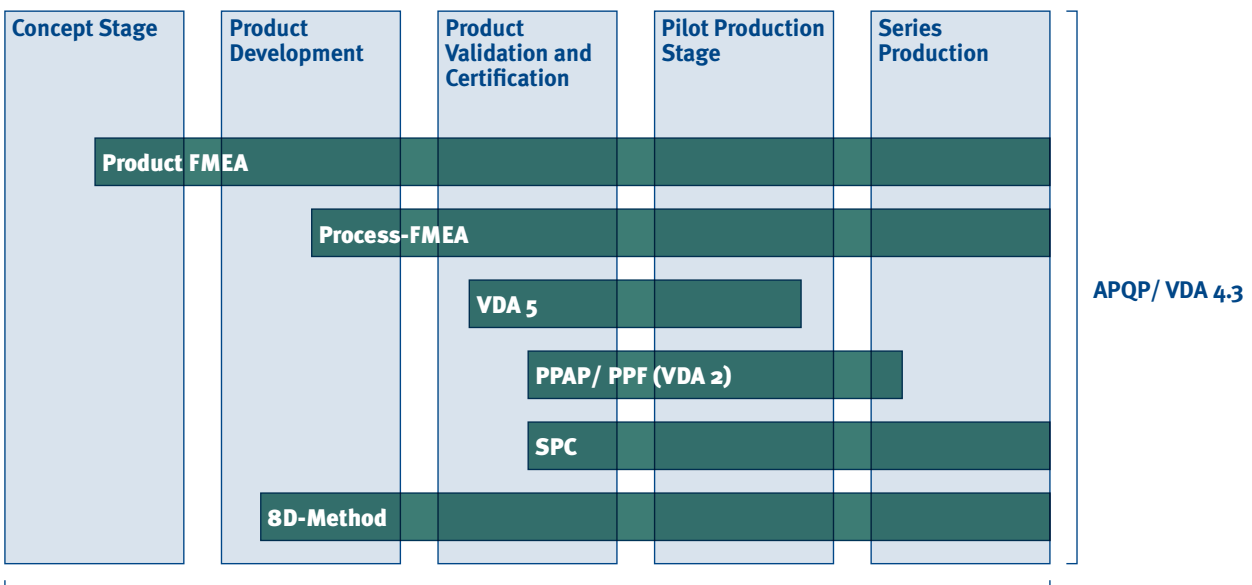 Concept Stage
Product
Development
Product
Validation and
Certification
Pilot Production
Stage
Series
Production
Product FMEA
Process-FMEA
VDA 5
APQP/ VDA 4.3
PPAP/ PPF (VDA 2)
SPC
8D-Method